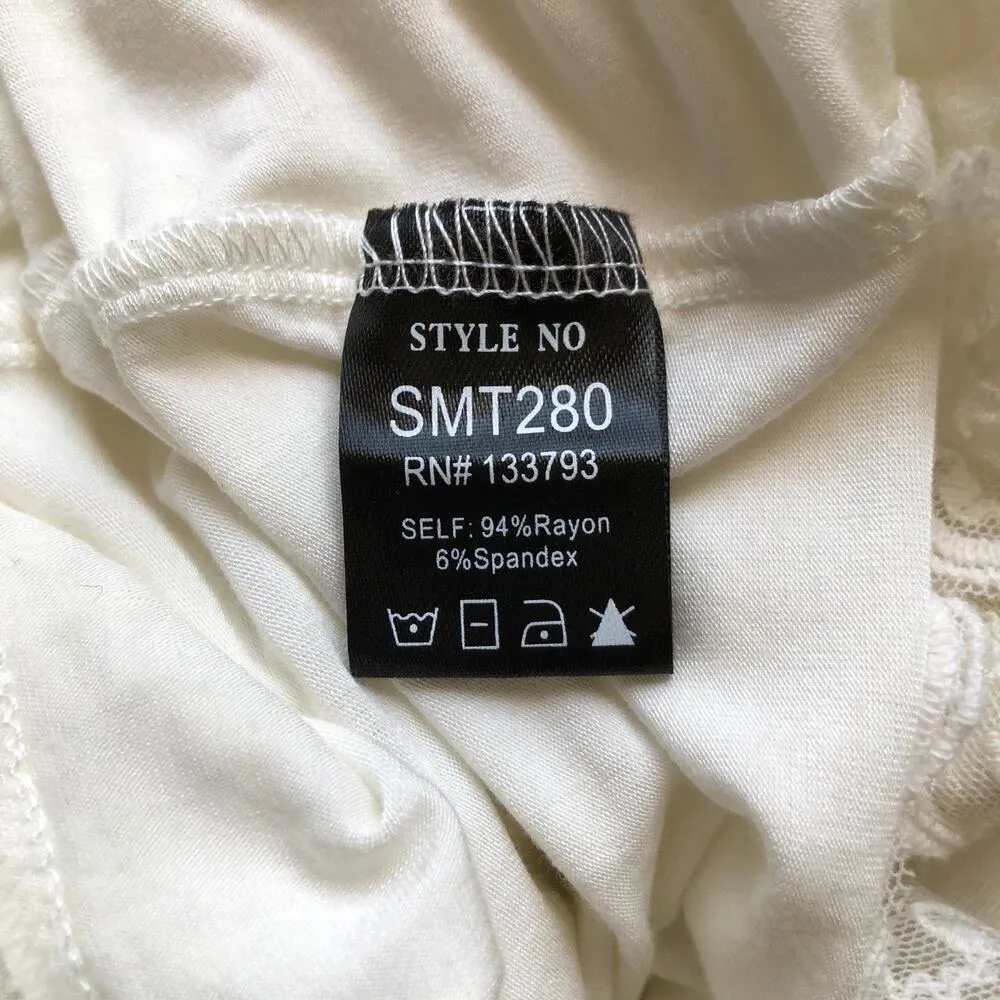 STYLE NO
SMT280
RN# 133793
SELF: 94%Rayon
6%Spandex